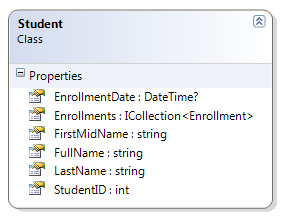 Student
Class
Properties
EnrollmentDate : DateTime?
Enrollments : ICollection<Enrollment>
FirstMidName : string
FullName : string
LastName : string
StudentID : int